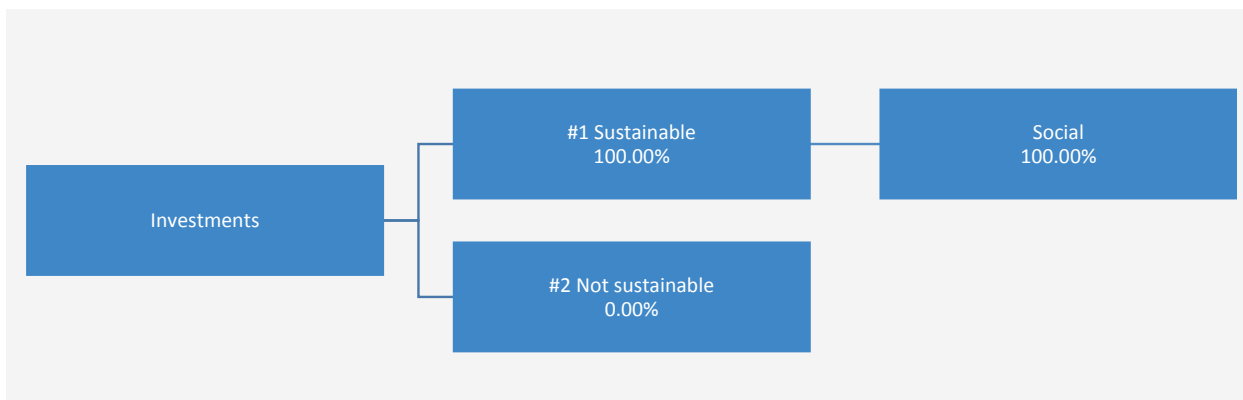 Investments
#1 Sustainable
100.00%
#2 Not sustainable
0.00%
Social
100.00%